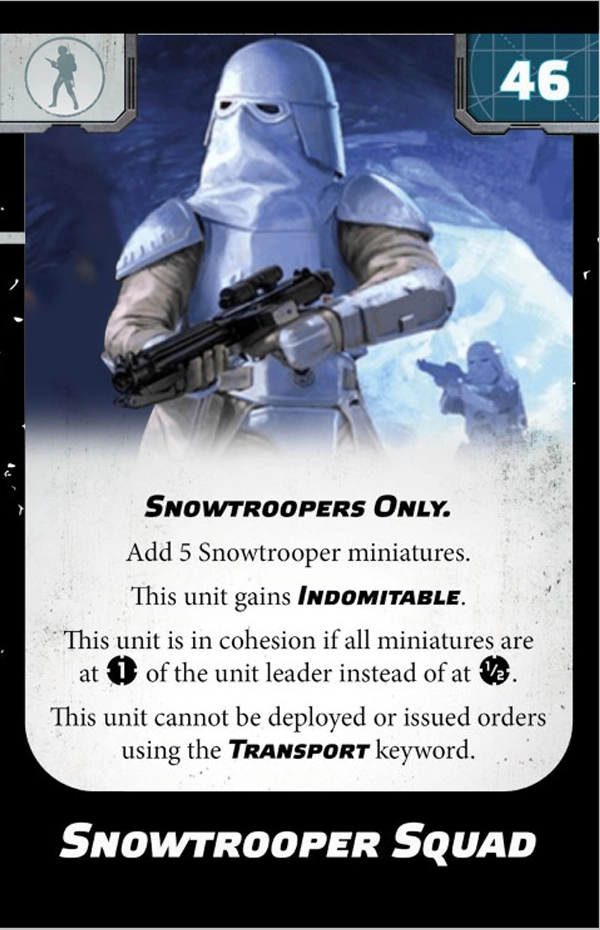 46
SNOWTROOPERS ONLY.
Add 5 Snowtrooper miniatures.
This unit gains INDOMITABLE.
This unit is in cohesion if all miniatures are
at 1 of the unit leader instead of at ½.
This unit cannot be deployed or issued orders
using the TRANSPORT keyword.
SNOWTROOPER SQUAD